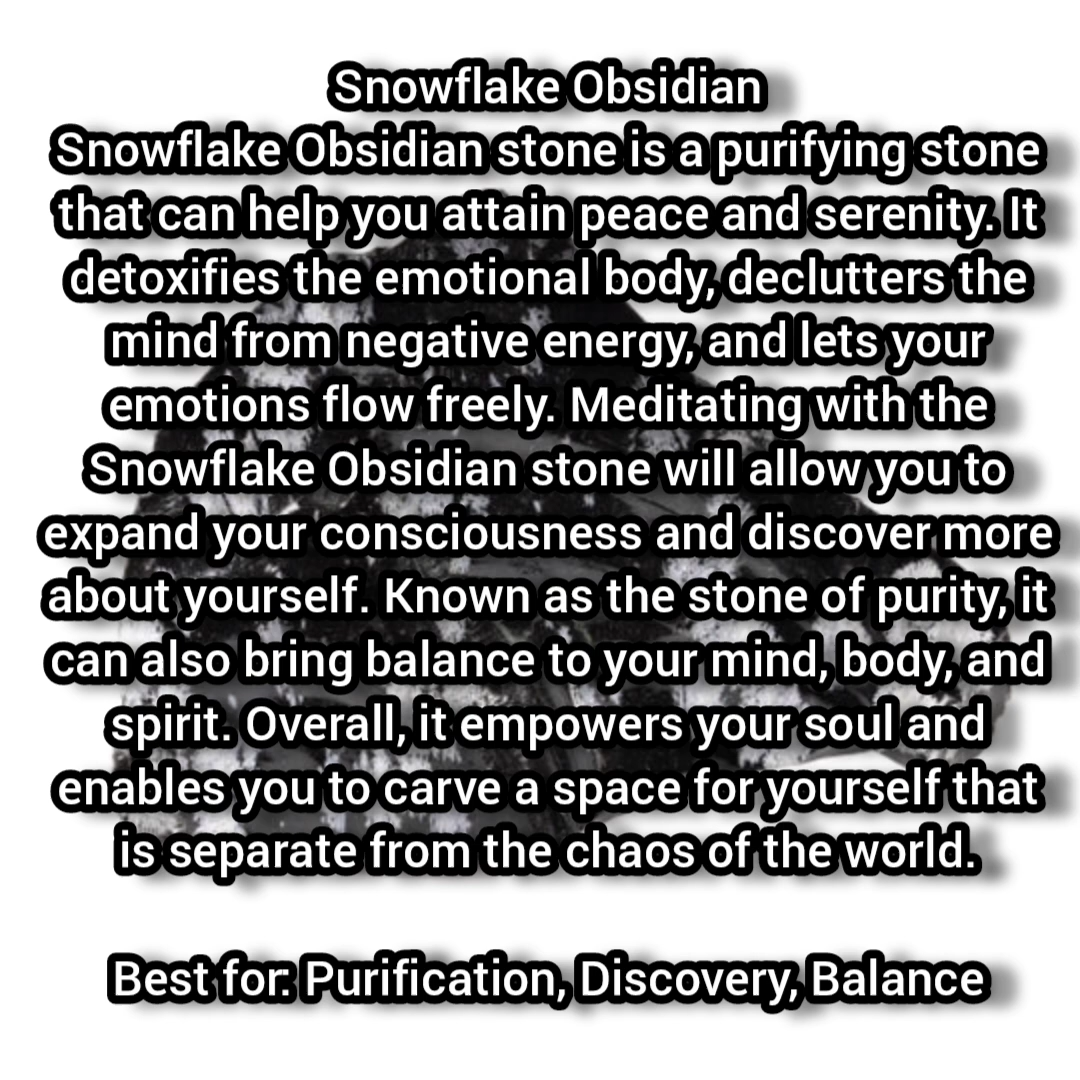 Snowflake Obsidian
Snowflake Obsidian stone is a purifying stone
that can help you attain peace and serenity. It
detoxifies the emotional body, declutters the
mind from negative energy, and lets your
emotions flow freely. Meditating with the
Snowflake Obsidian stone will allow you to
expand your consciousness and discover more
about yourself. Known as the stone of purity, it
can also bring balance to your mind, body, and
spirit. Overall, it empowers your soul and
enables you to carve a space for yourself that
is separate from the chaos of the world.
Best for: Purification, Discovery, Balance